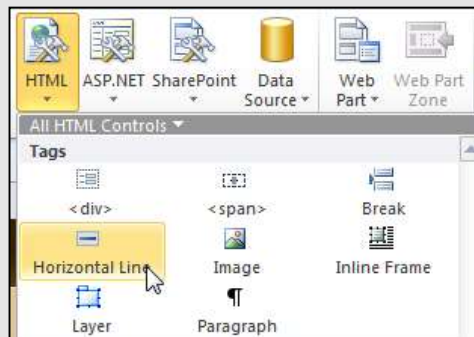 HTML ASP.NET SharePoint Data Source Web Part Web Part Zone
All HTML Controls
Tags
<div> <span> Break
Horizontal Line Image Inline Frame
Layer Paragraph